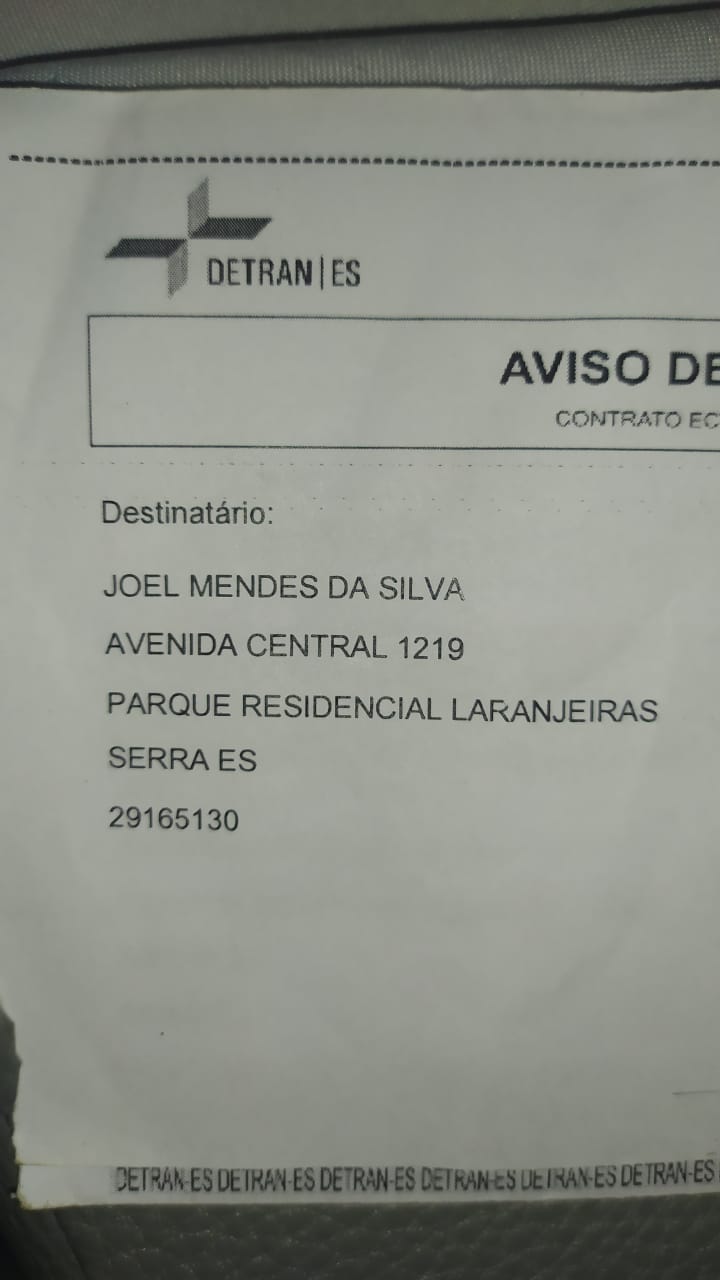 DETRAN|ES
AVISO DE
CONTRATO EC
Destinatário:
JOEL MENDES DA SILVA
AVENIDA CENTRAL 1219
PARQUE RESIDENCIAL LARANJEIRAS
SERRA ES
29165130
DETRAN-ES DETRAN-ES DETRAN-ES DETRAN-ES DETRAN-ES DETRAN-ES